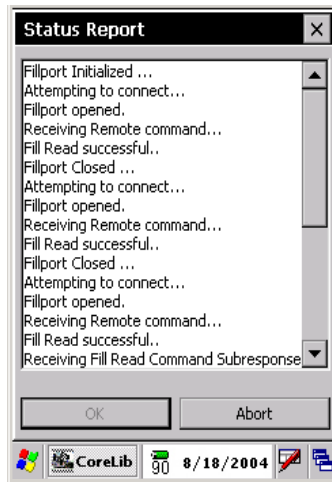 Status Report
Fillport Initialized ...
Attempting to connect...
Fillport opened.
Receiving Remote command...
Fill Read successful..
Fillport Closed ...
Attempting to connect...
Fillport opened.
Receiving Remote command...
Fill Read successful..
Fillport Closed ...
Attempting to connect...
Fillport opened.
Receiving Remote command...
Fill Read successful..
Receiving Fill Read Command Subresponse
OK Abort
CoreLib 90 8/18/2004